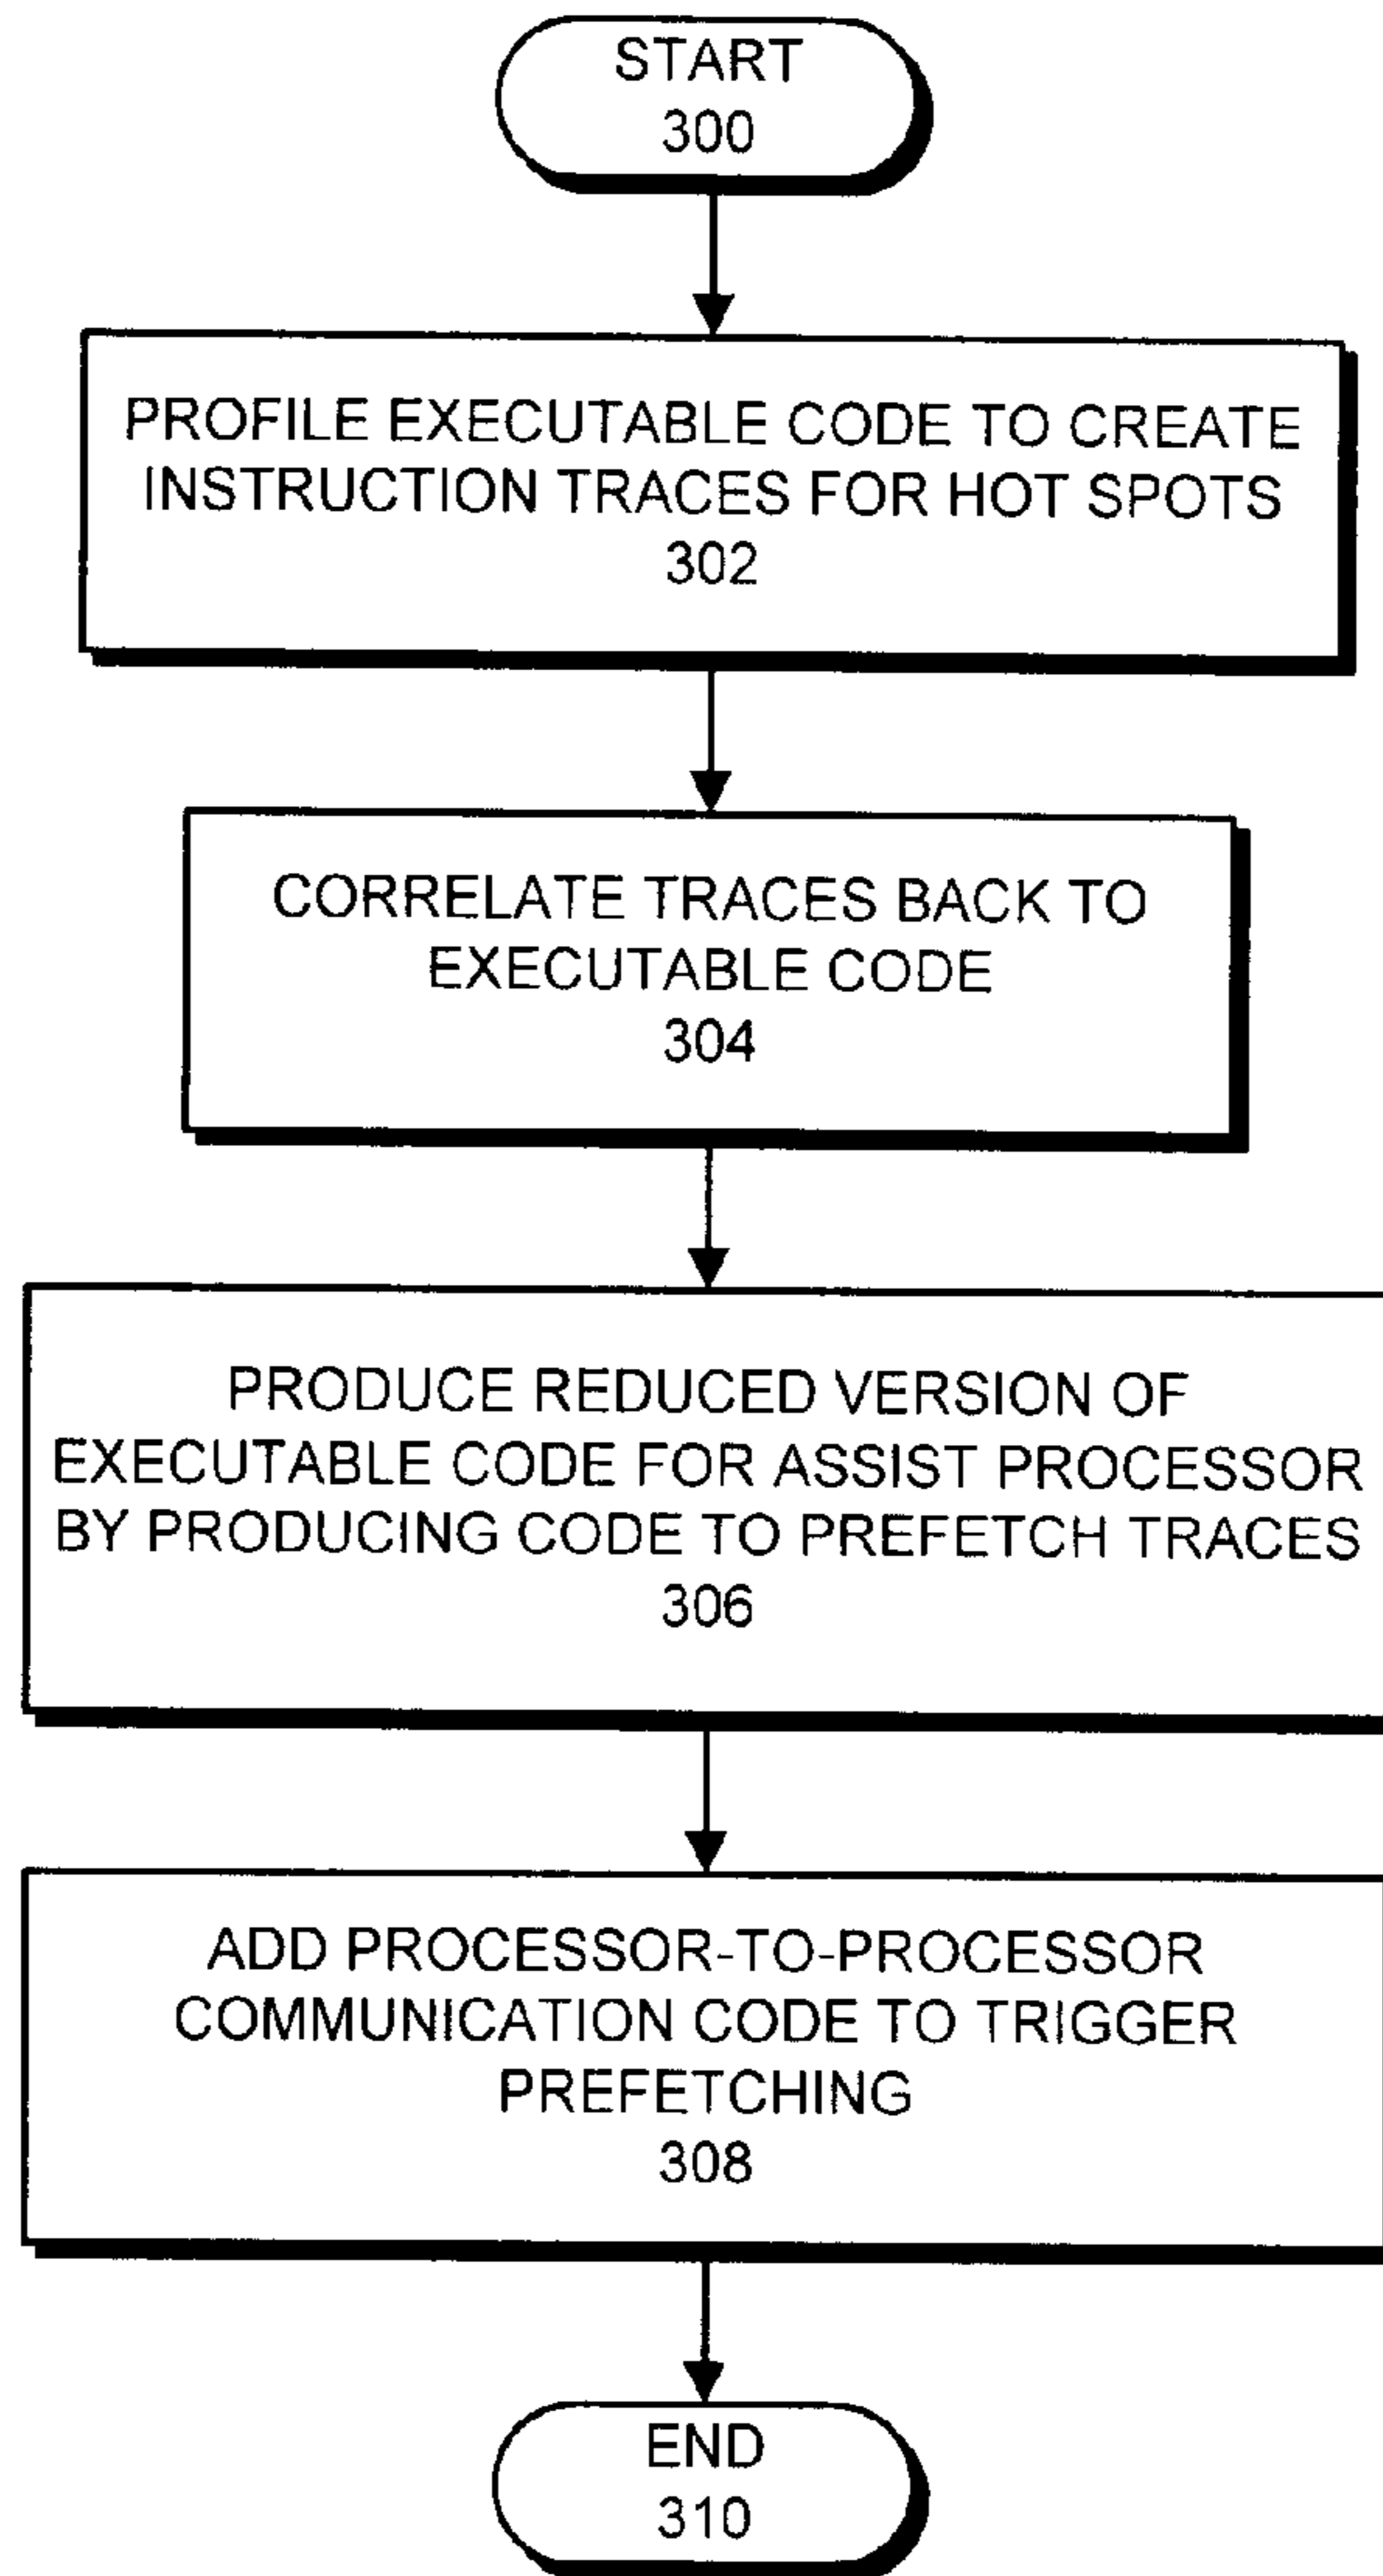 START
300
PROFILE EXECUTABLE CODE TO CREATE
INSTRUCTION TRACES FOR HOT SPOTS
302
CORRELATE TRACES BACK TO
EXECUTABLE CODE
304
PRODUCE REDUCED VERSION OF
EXECUTABLE CODE FOR ASSIST PROCESSOR
BY PRODUCING CODE TO PREFETCH TRACES
306
ADD PROCESSOR-TO-PROCESSOR
COMMUNICATION CODE TO TRIGGER
PREFETCHING
308
END
310